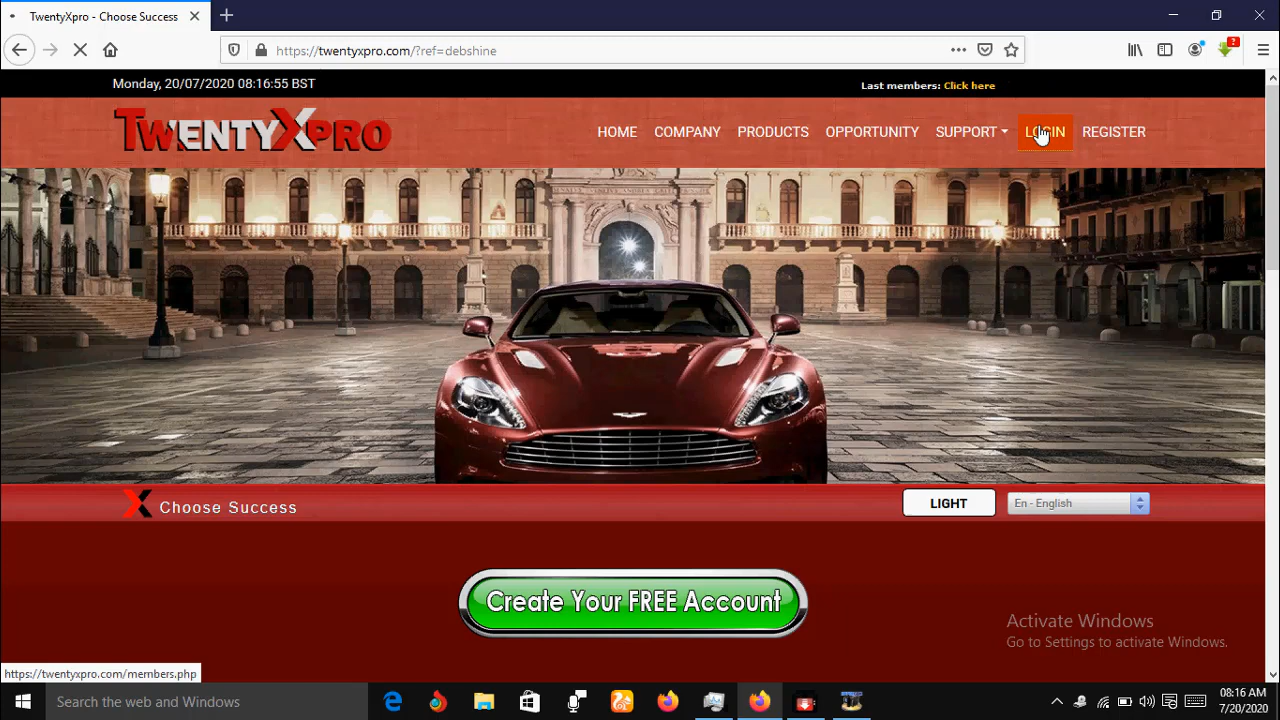 TwentyXpro - Choose Success
https://twentyxpro.com/?ref=debshine
Monday, 20/07/2020 08:16:55 BST
Last members: Click here
TWENTYXPRO
HOME COMPANY PRODUCTS OPPORTUNITY SUPPORT LOGIN REGISTER
X Choose Success
LIGHT
En - English
Create Your FREE Account
Activate Windows
Go to Settings to activate Windows.
https://twentyxpro.com/members.php
Search the web and Windows
08:16 AM
7/20/2020